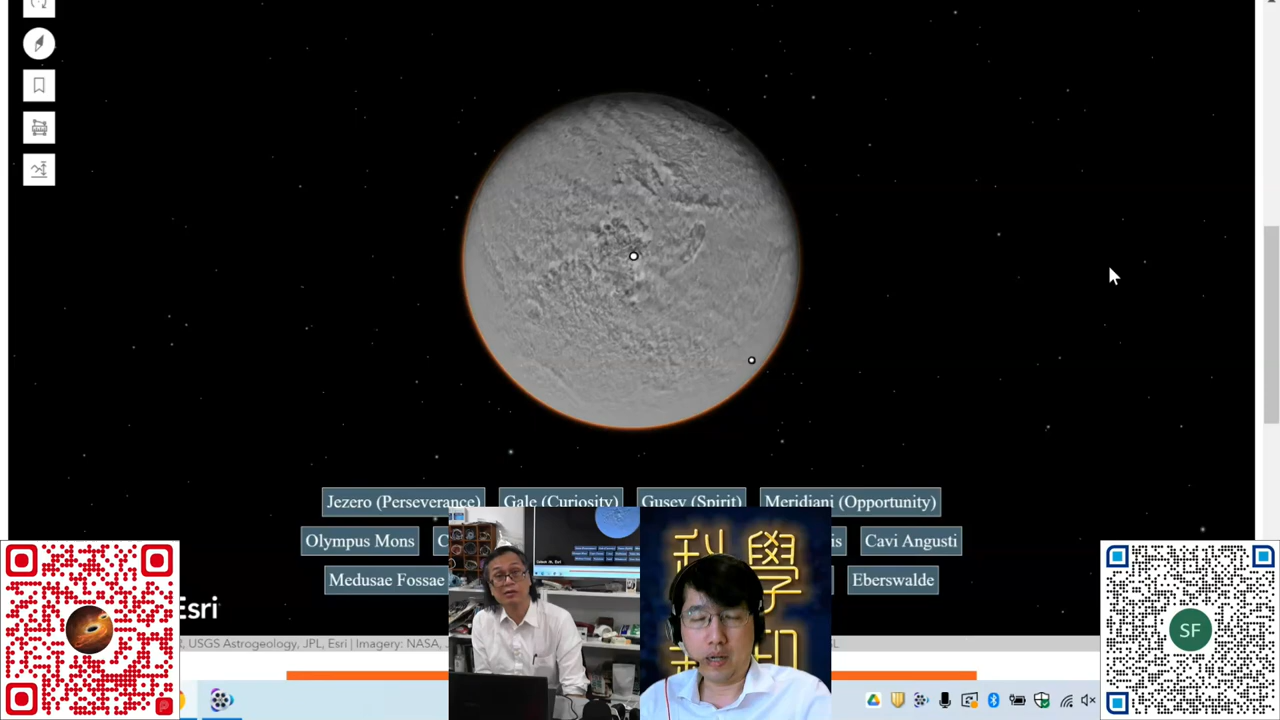 Jezero (Perseverance) Gale (Curiosity) Gusev (Spirit) Meridiani (Opportunity)
Olympus Mons Cavi Angusti
Medusae Fossae Eberswalde
Esri
USGS Astrogeology, JPL, Esri | Imagery: NASA,
科學
SF